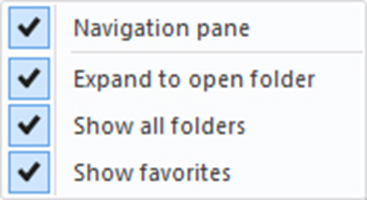 Navigation pane
Expand to open folder
Show all folders
Show favorites